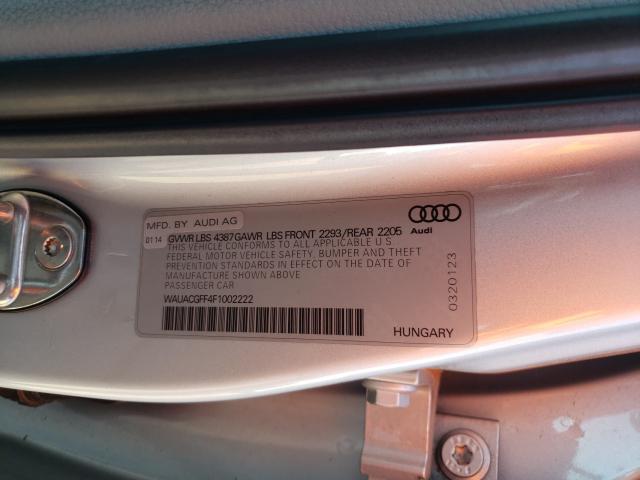 MFD. BY AUDI AG
01 14 GVWR LBS 4387GAWR LBS FRONT 2293/REAR 2205
Audi
THIS VEHICLE CONFORMS TO ALL APPLICABLE U S
FEDERAL MOTOR VEHICLE SAFETY, BUMPER AND THEFT
PREVENTION STANDARDS IN EFFECT ON THE DATE OF
MANUFACTURE SHOWN ABOVE
PASSENGER CAR
WAUACGFF4F1002222
HUNGARY
0320123